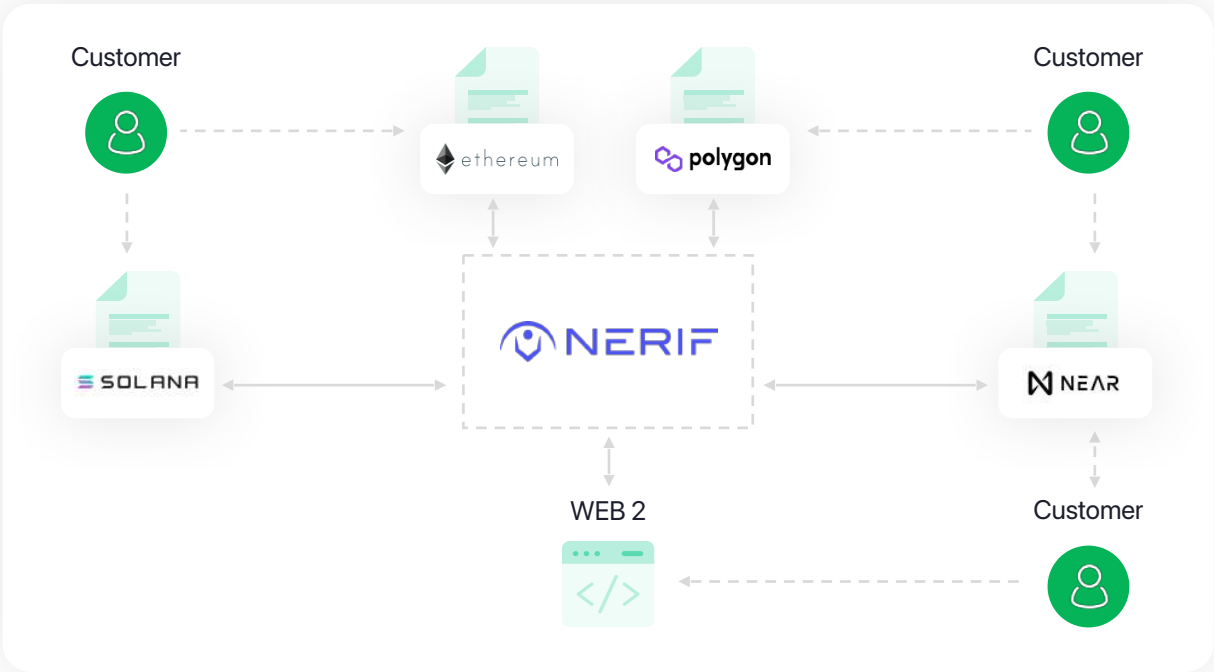 Customer
Customer
ethereum
polygon
NERIF
SOLANA
NEAR
WEB 2
Customer
</>